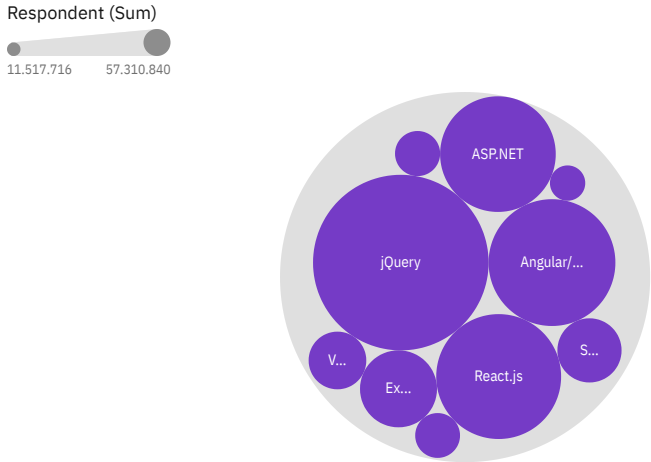 Respondent (Sum)
11.517.716 57.310.840
ASP.NET
jQuery
Angular/...
V...
S...
Ex...
React.js